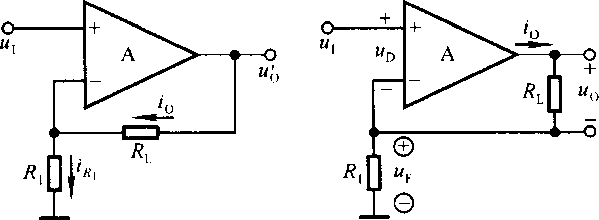 +
A
u_I
−
u'_O
i_O
R_L
R_1
i_{R1}
+
+
i_O
u_I
u_D
A
−
−
+
R_L
u_O
−
+
R_1
u_F
−